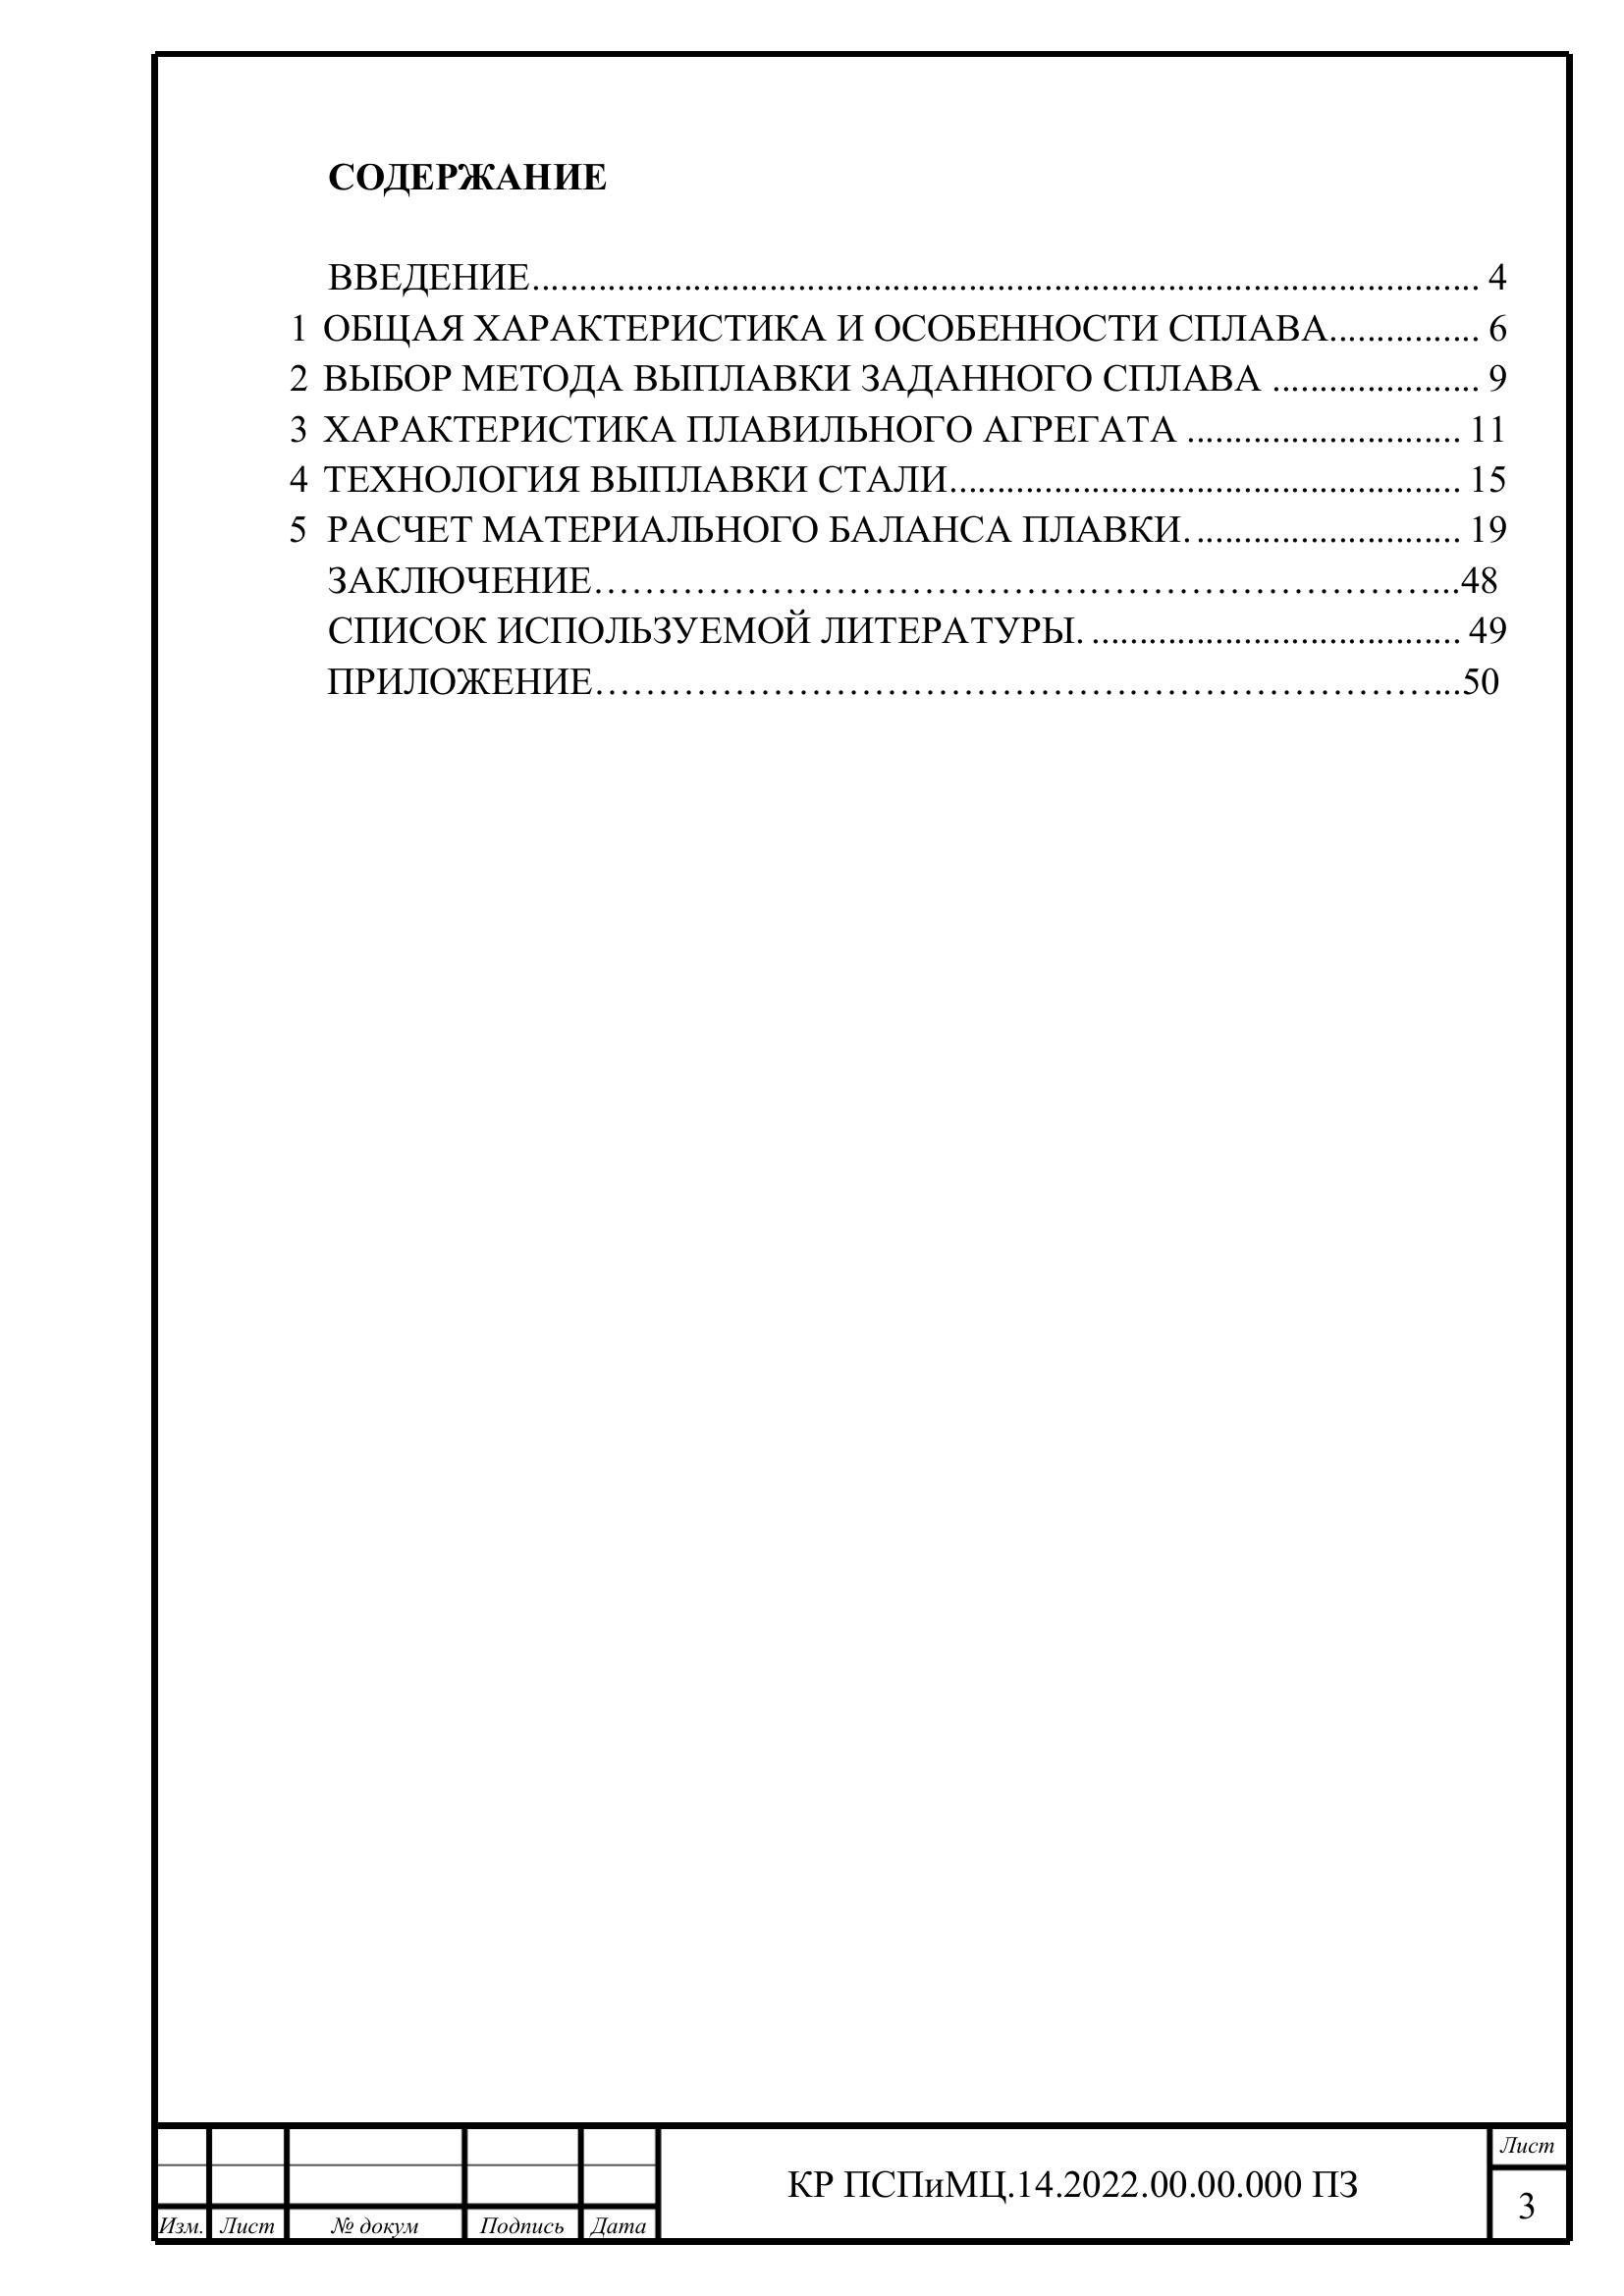 СОДЕРЖАНИЕ
ВВЕДЕНИЕ.................................................................................................... 4
1 ОБЩАЯ ХАРАКТЕРИСТИКА И ОСОБЕННОСТИ СПЛАВА................ 6
2 ВЫБОР МЕТОДА ВЫПЛАВКИ ЗАДАННОГО СПЛАВА ...................... 9
3 ХАРАКТЕРИСТИКА ПЛАВИЛЬНОГО АГРЕГАТА ............................. 11
4 ТЕХНОЛОГИЯ ВЫПЛАВКИ СТАЛИ...................................................... 15
5 РАСЧЕТ МАТЕРИАЛЬНОГО БАЛАНСА ПЛАВКИ. ............................ 19
ЗАКЛЮЧЕНИЕ……………………………………………………………...48
СПИСОК ИСПОЛЬЗУЕМОЙ ЛИТЕРАТУРЫ. ....................................... 49
ПРИЛОЖЕНИЕ……………………………………………………………...50
КР ПСПиМЦ.14.2022.00.00.000 ПЗ
Лист
3
Изм. Лист № докум Подпись Дата